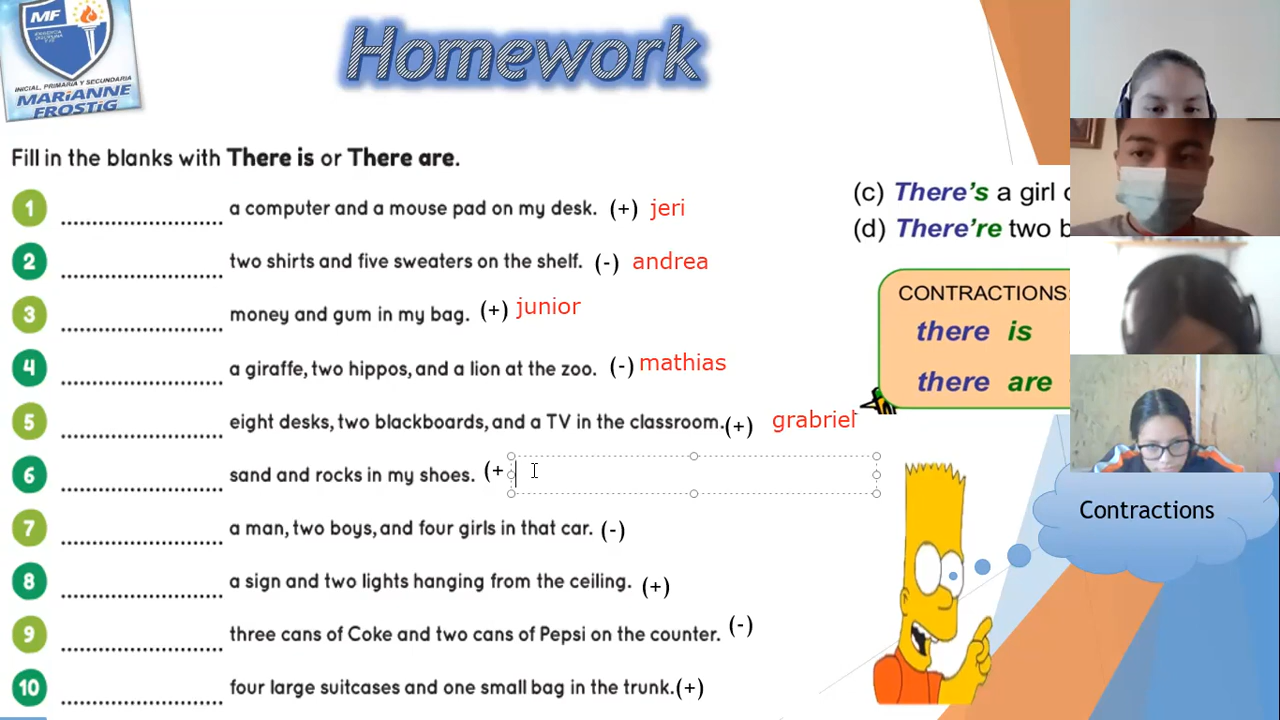 MF
INICIAL, PRIMARIA Y SECUNDARIA
MARIANNE
FROSTIG
Homework
Fill in the blanks with There is or There are.
1 .......................... a computer and a mouse pad on my desk. (+) jeri
2 .......................... two shirts and five sweaters on the shelf. (-) andrea
3 .......................... money and gum in my bag. (+) junior
4 .......................... a giraffe, two hippos, and a lion at the zoo. (-) mathias
5 .......................... eight desks, two blackboards, and a TV in the classroom. (+) grabriel
6 .......................... sand and rocks in my shoes. (+
7 .......................... a man, two boys, and four girls in that car. (-)
8 .......................... a sign and two lights hanging from the ceiling. (+)
9 .......................... three cans of Coke and two cans of Pepsi on the counter. (-)
10 .......................... four large suitcases and one small bag in the trunk. (+)
(c) There's a girl
(d) There're two
CONTRACTIONS:
there is
there are
Contractions